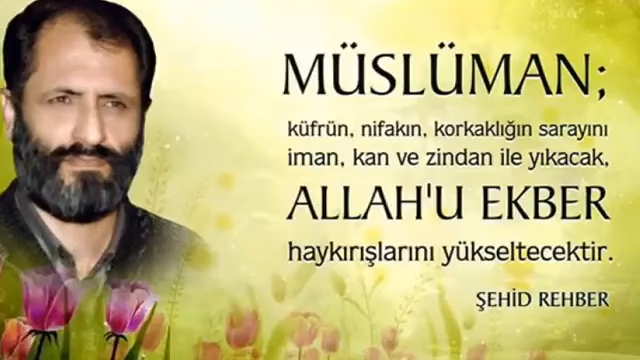 MÜSLÜMAN;
küfrün, nifakın, korkaklığın sarayını
iman, kan ve zindan ile yıkacak,
ALLAH'U EKBER
haykırışlarını yükseltecektir.
ŞEHİD REHBER